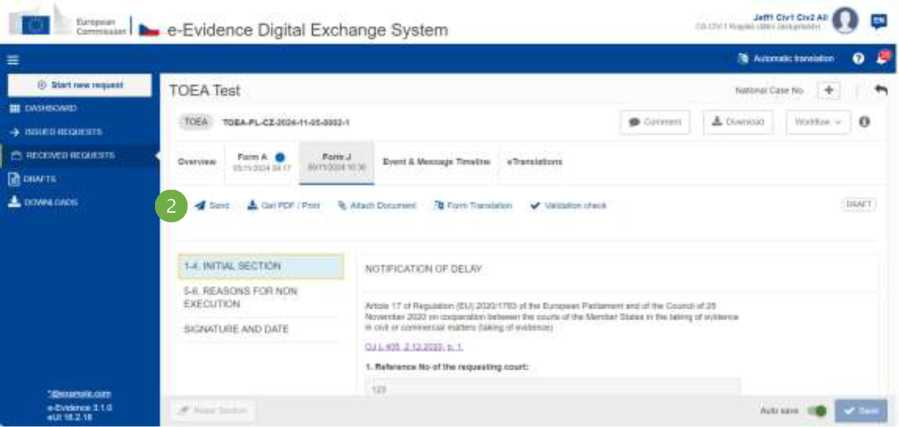 European
Commission
e-Evidence Digital Exchange System
Jeff1 Civ1 Civ2 All
EN
Automatic translation
Start new request
TOEA Test
National Case No.
DASHBOARD
TOEA
TOEA-PL-CZ-2024-11-05-0002-1
Comment
Download
Workflow
ISSUED REQUESTS
RECEIVED REQUESTS
Overview
Form A
05/11/2024 04:17
Form J
05/11/2024 10:30
Event & Message Timeline
eTranslations
DRAFTS
DOWNLOADS
2
Send
Get PDF / Print
Attach Document
Form Translation
Validation check
DRAFT
1-4. INITIAL SECTION
NOTIFICATION OF DELAY
5-6. REASONS FOR NON
EXECUTION
SIGNATURE AND DATE
Article 17 of Regulation (EU) 2020/1783 of the European Parliament and of the Council of 25
November 2020 on cooperation between the courts of the Member States in the taking of evidence
in civil or commercial matters (taking of evidence)
OJ L 405, 2.12.2020, p. 1.
1. Reference No of the requesting court:
123
e-Evidence 3.1.0
eUI 18.2.18
Reset Section
Auto save
Save